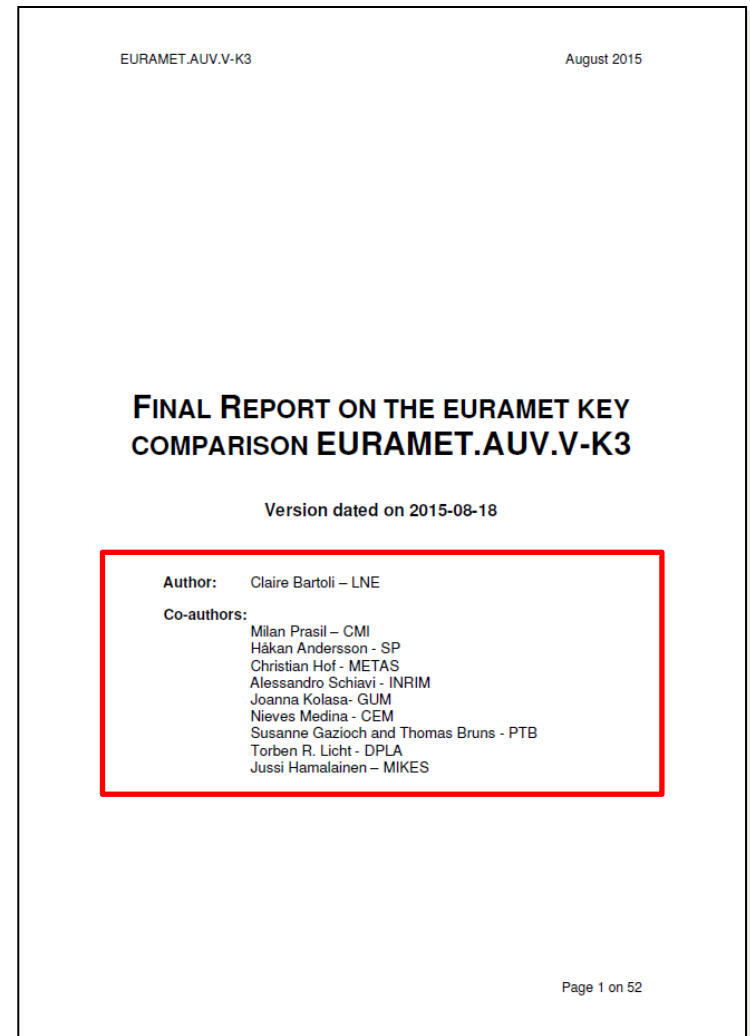 EURAMET.AUV.V-K3 August 2015
FINAL REPORT ON THE EURAMET KEY
COMPARISON EURAMET.AUV.V-K3
Version dated on 2015-08-18
Author: Claire Bartoli – LNE
Co-authors:
Milan Prasil – CMI
Håkan Andersson - SP
Christian Hof - METAS
Alessandro Schiavi - INRIM
Joanna Kolasa- GUM
Nieves Medina - CEM
Susanne Gazioch and Thomas Bruns - PTB
Torben R. Licht - DPLA
Jussi Hamalainen – MIKES
Page 1 on 52